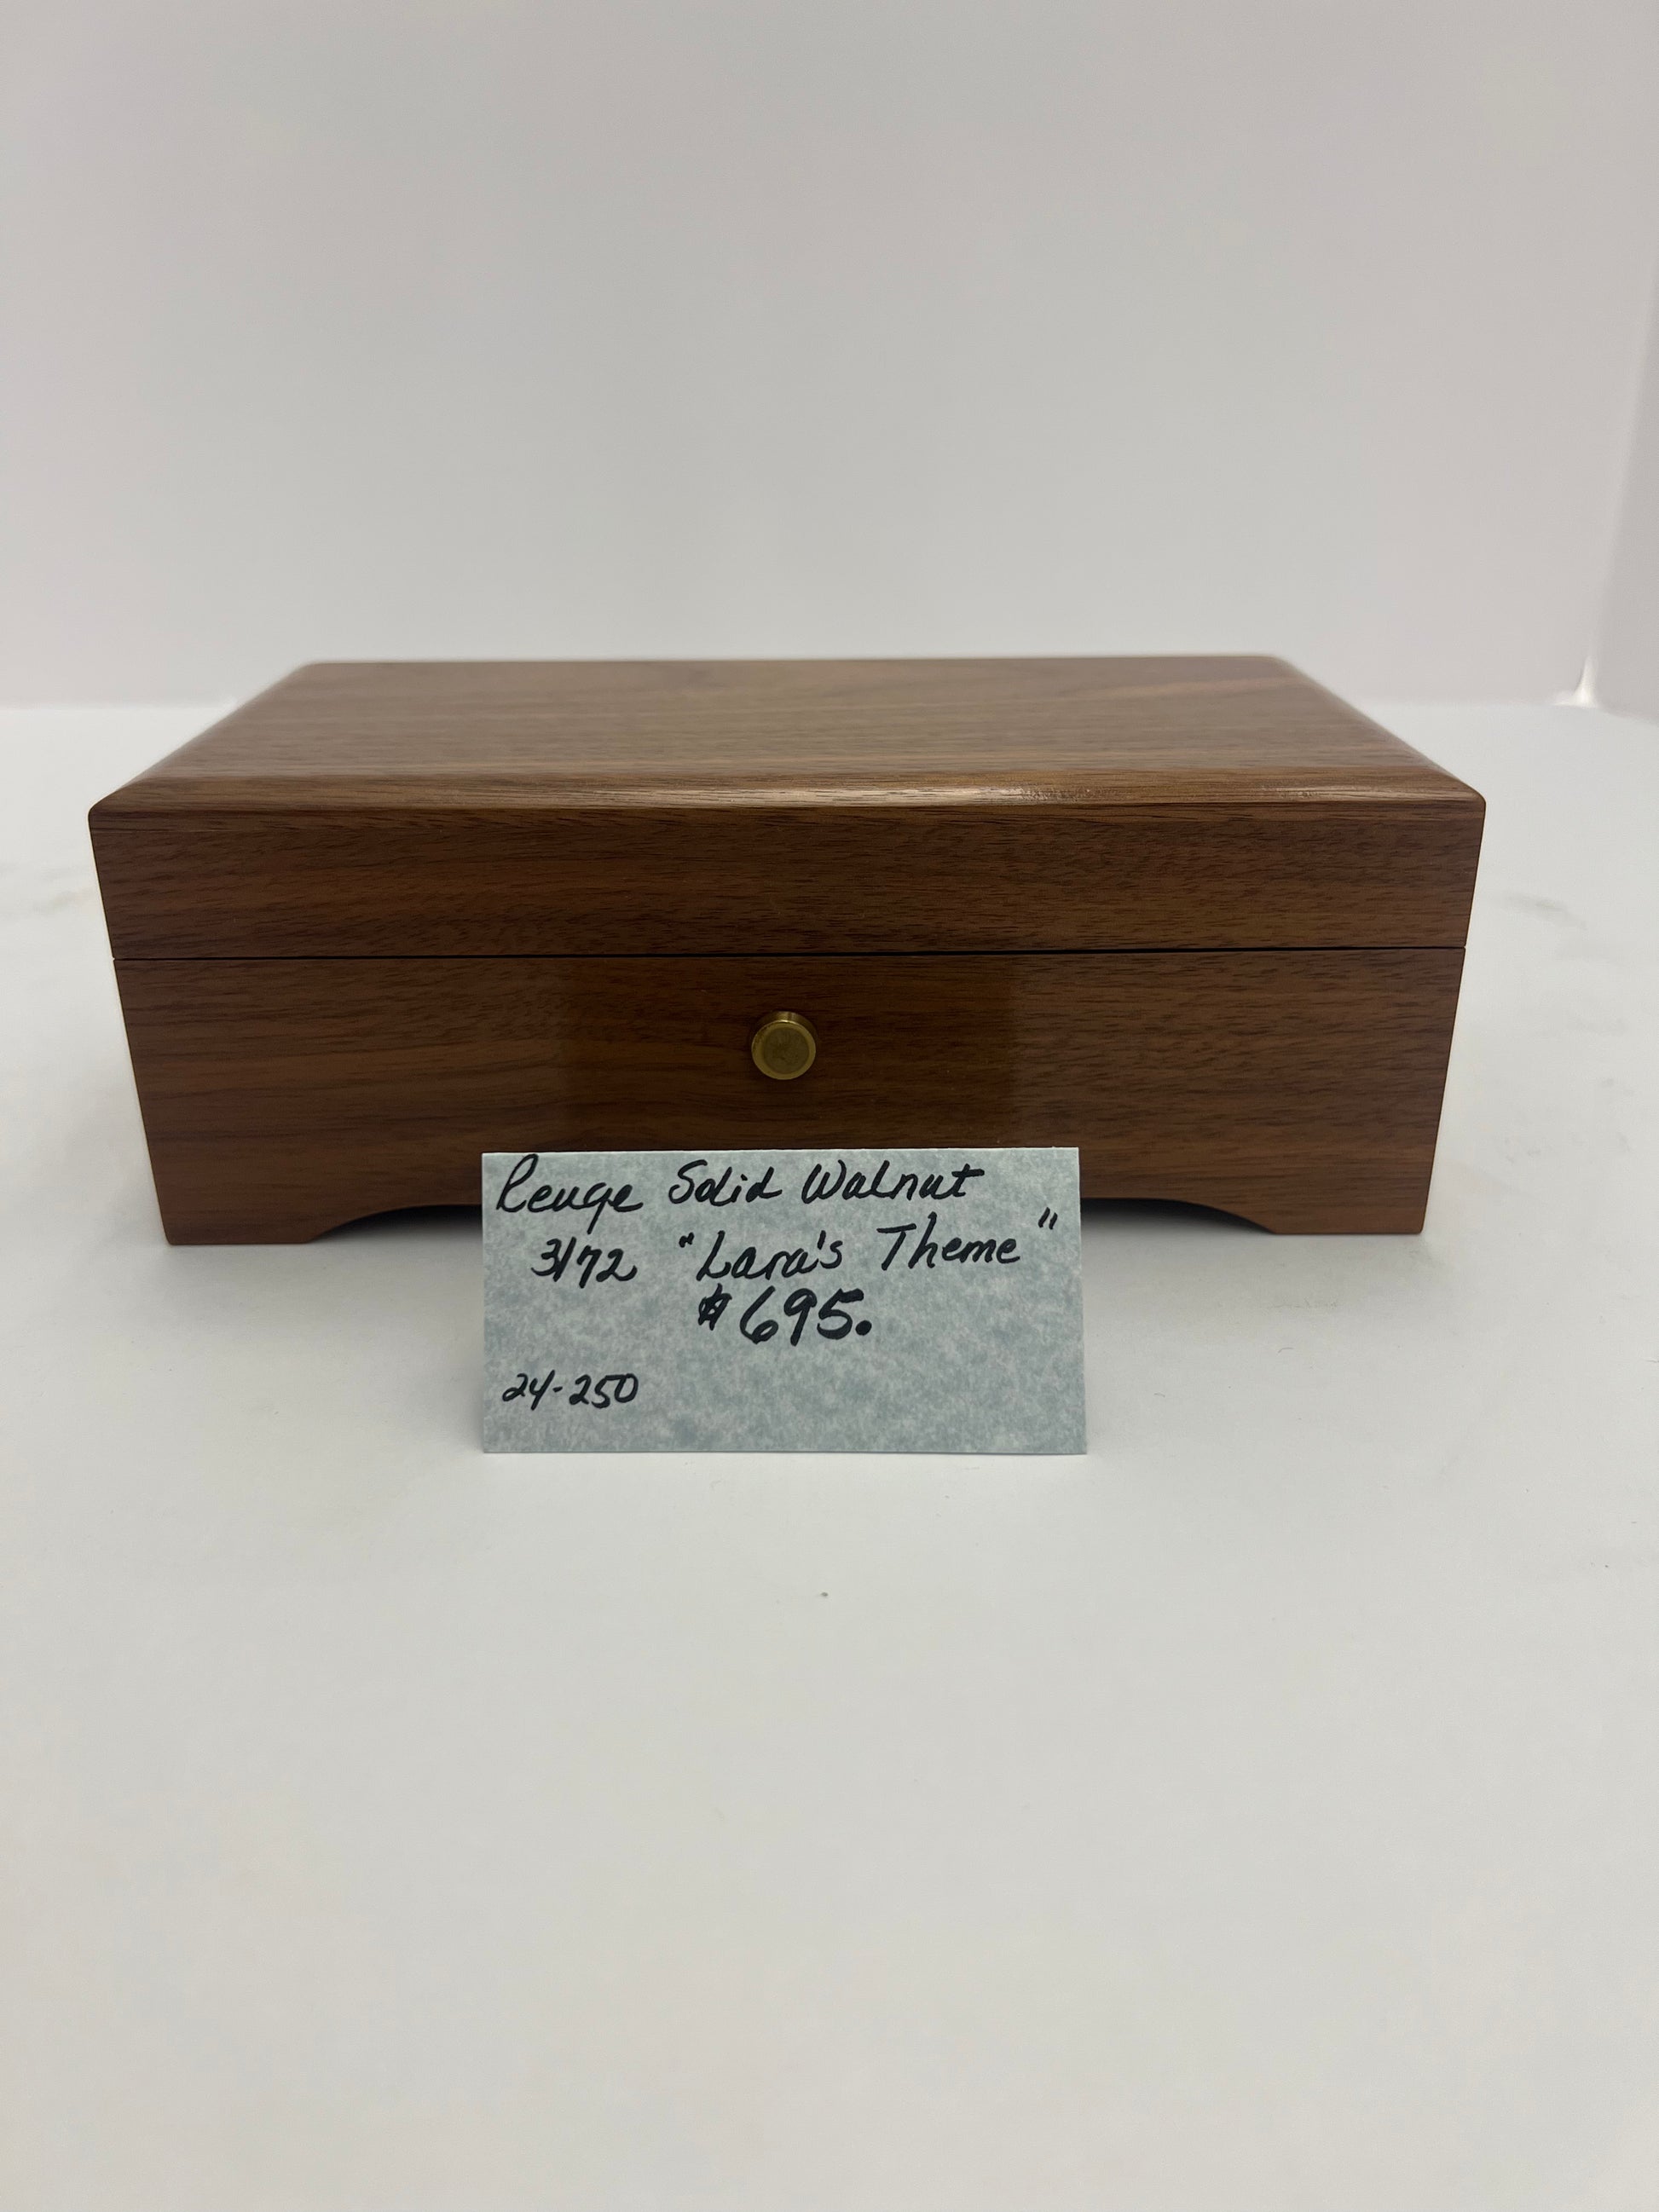 Reuge Solid Walnut
3/72 "Lara's Theme"
$695.
24-250